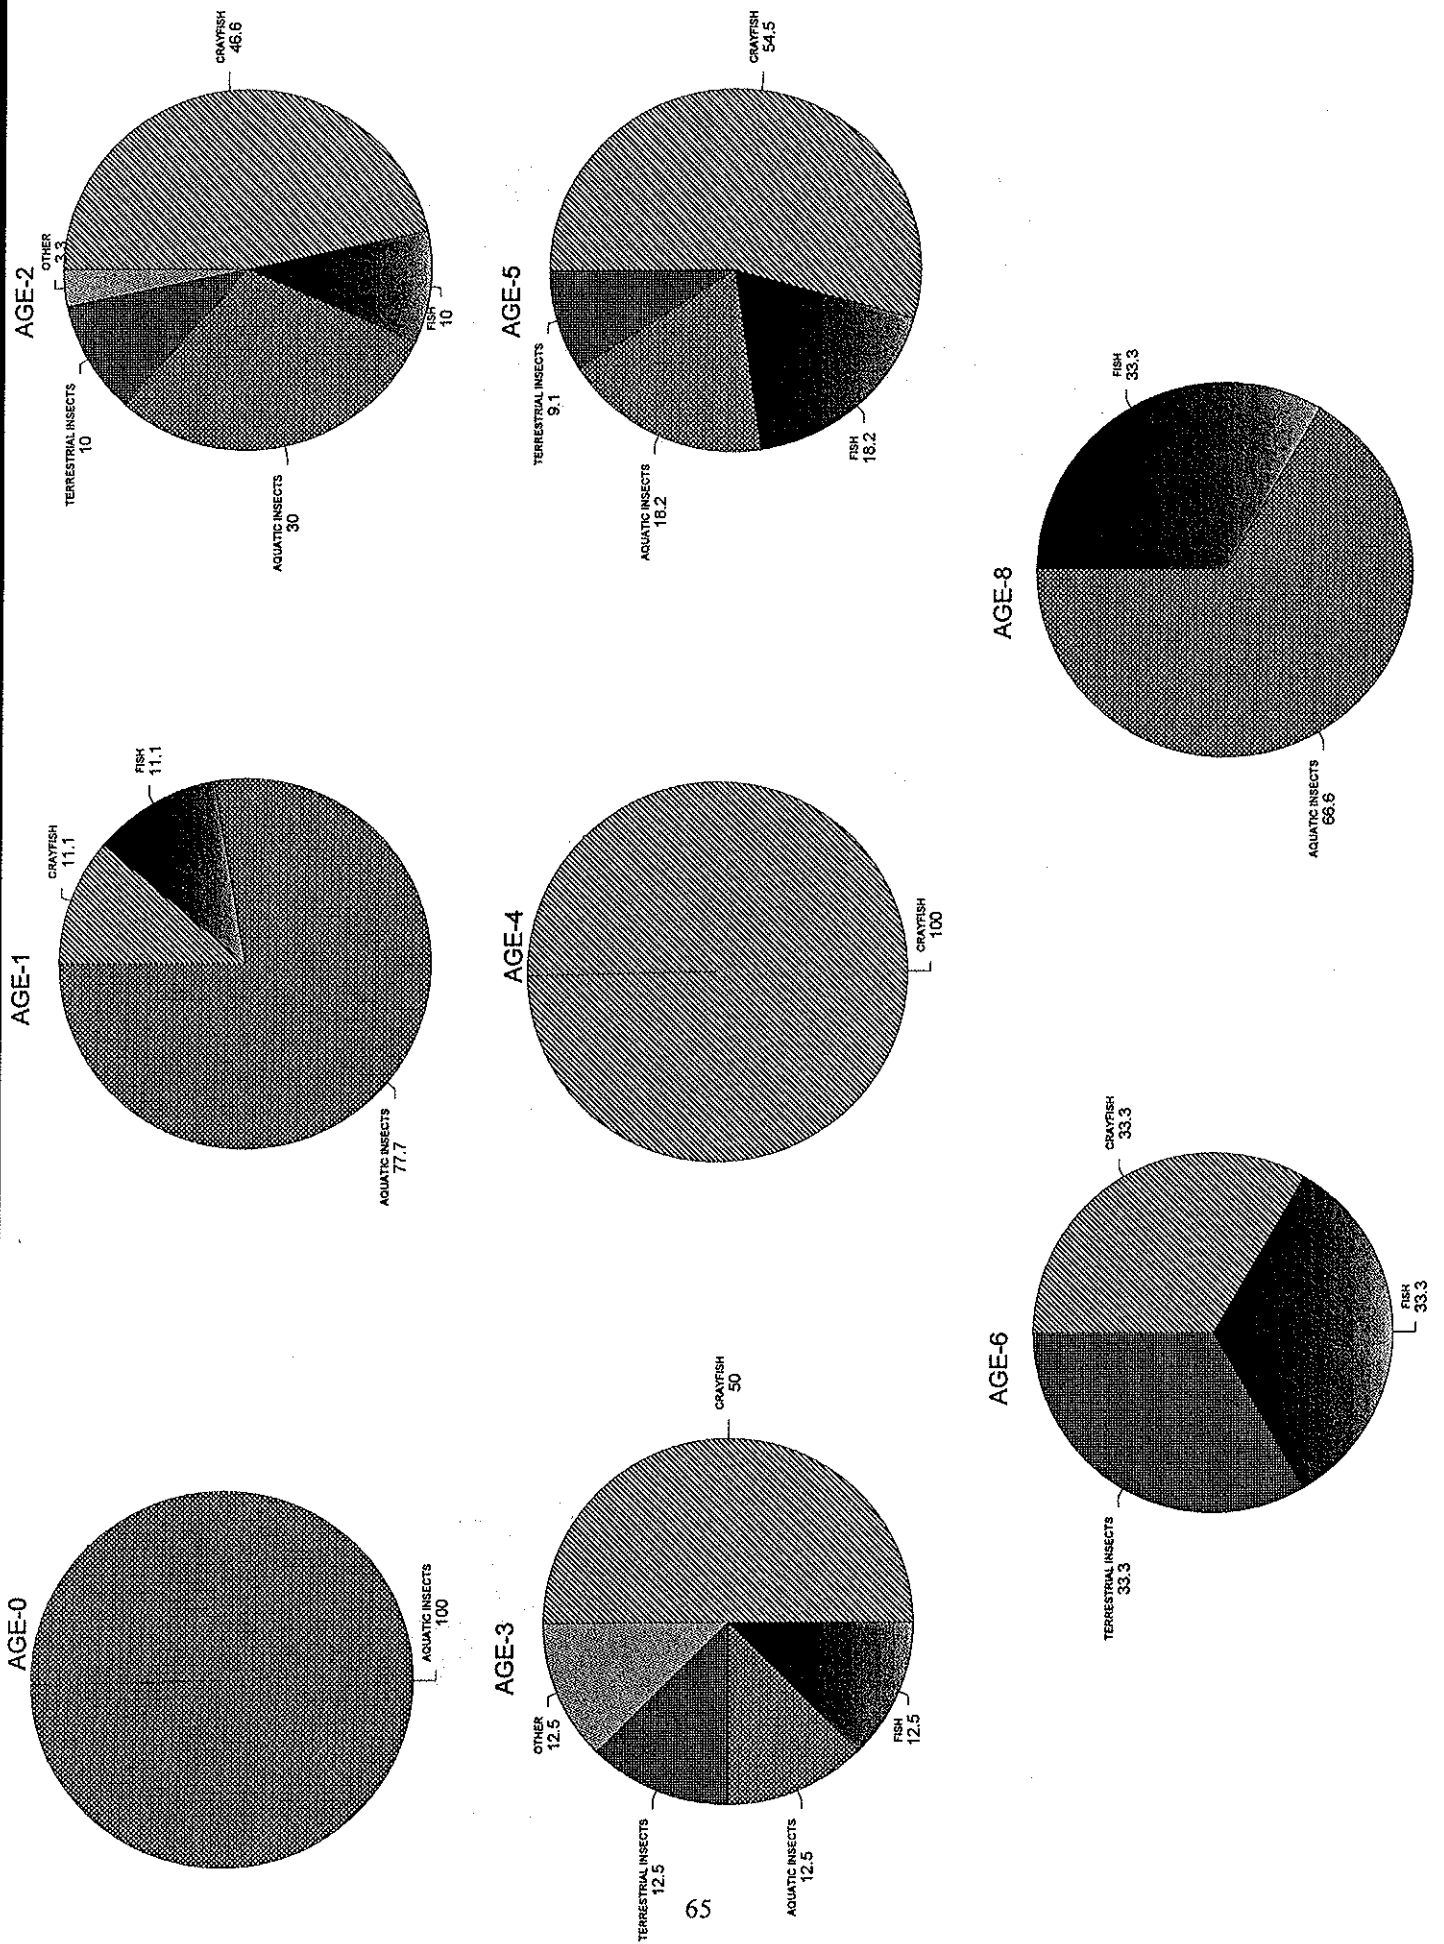 AGE-0
AQUATIC INSECTS
100
AGE-1
CRAYFISH
11.1
FISH
11.1
AQUATIC INSECTS
77.7
AGE-2
OTHER
3.3
CRAYFISH
46.6
TERRESTRIAL INSECTS
10
AQUATIC INSECTS
30
FISH
10
AGE-3
OTHER
12.5
CRAYFISH
50
TERRESTRIAL INSECTS
12.5
AQUATIC INSECTS
12.5
FISH
12.5
AGE-4
CRAYFISH
100
AGE-5
TERRESTRIAL INSECTS
9.1
CRAYFISH
54.5
AQUATIC INSECTS
18.2
FISH
18.2
AGE-6
CRAYFISH
33.3
TERRESTRIAL INSECTS
33.3
FISH
33.3
AGE-8
FISH
33.3
AQUATIC INSECTS
66.6
65